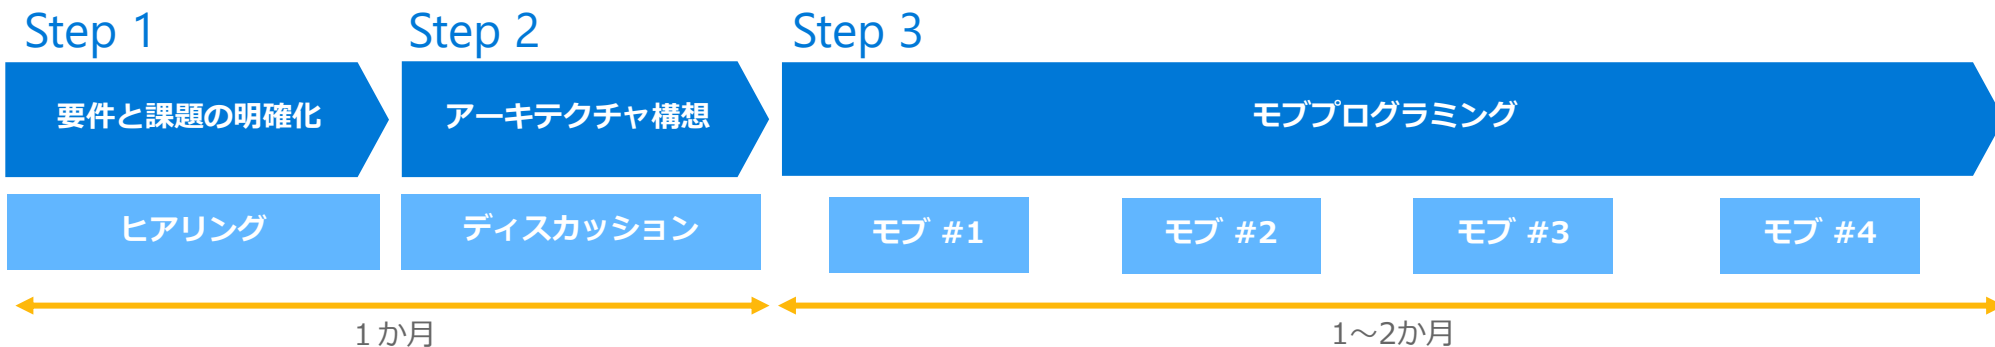 Step 1
Step 2
Step 3
要件と課題の明確化
アーキテクチャ構想
モブプログラミング
ヒアリング
ディスカッション
モブ #1
モブ #2
モブ #3
モブ #4
１か月
1～2か月